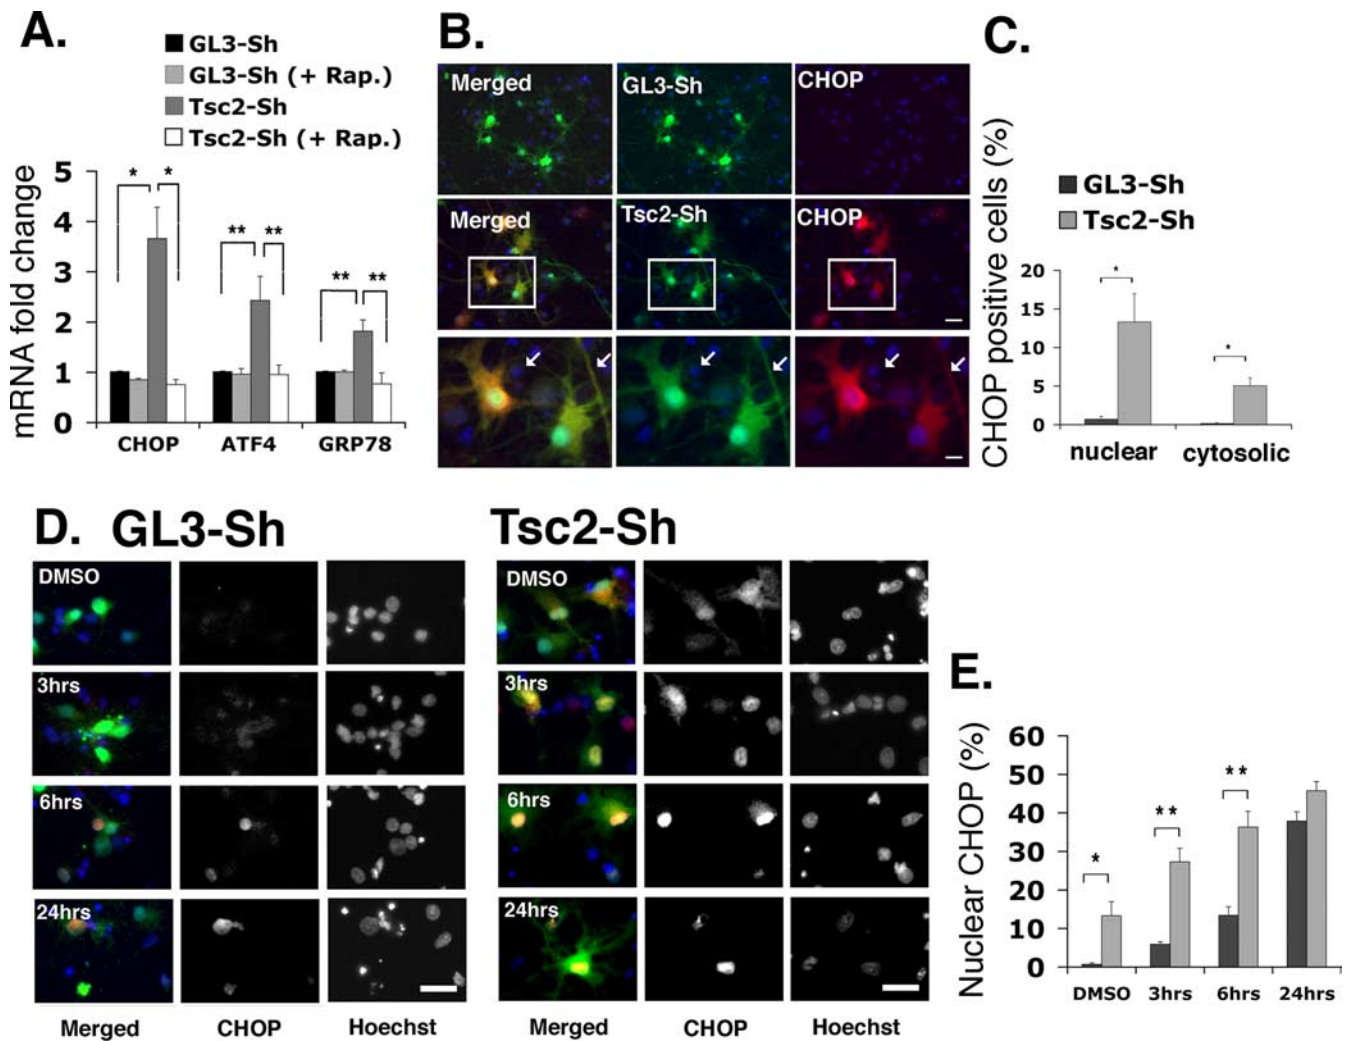 A.
GL3-Sh
GL3-Sh (+ Rap.)
Tsc2-Sh
Tsc2-Sh (+ Rap.)
mRNA fold change
5
4
3
2
1
0
* *
** **
** **
CHOP ATF4 GRP78
B.
Merged GL3-Sh CHOP
Merged Tsc2-Sh CHOP
C.
CHOP positive cells (%)
GL3-Sh
Tsc2-Sh
20
15
10
5
0
*
*
nuclear cytosolic
D. GL3-Sh Tsc2-Sh
DMSO DMSO
3hrs 3hrs
6hrs 6hrs
24hrs 24hrs
Merged CHOP Hoechst Merged CHOP Hoechst
E.
Nuclear CHOP (%)
60
50
40
30
20
10
0
*
**
**
DMSO 3hrs 6hrs 24hrs